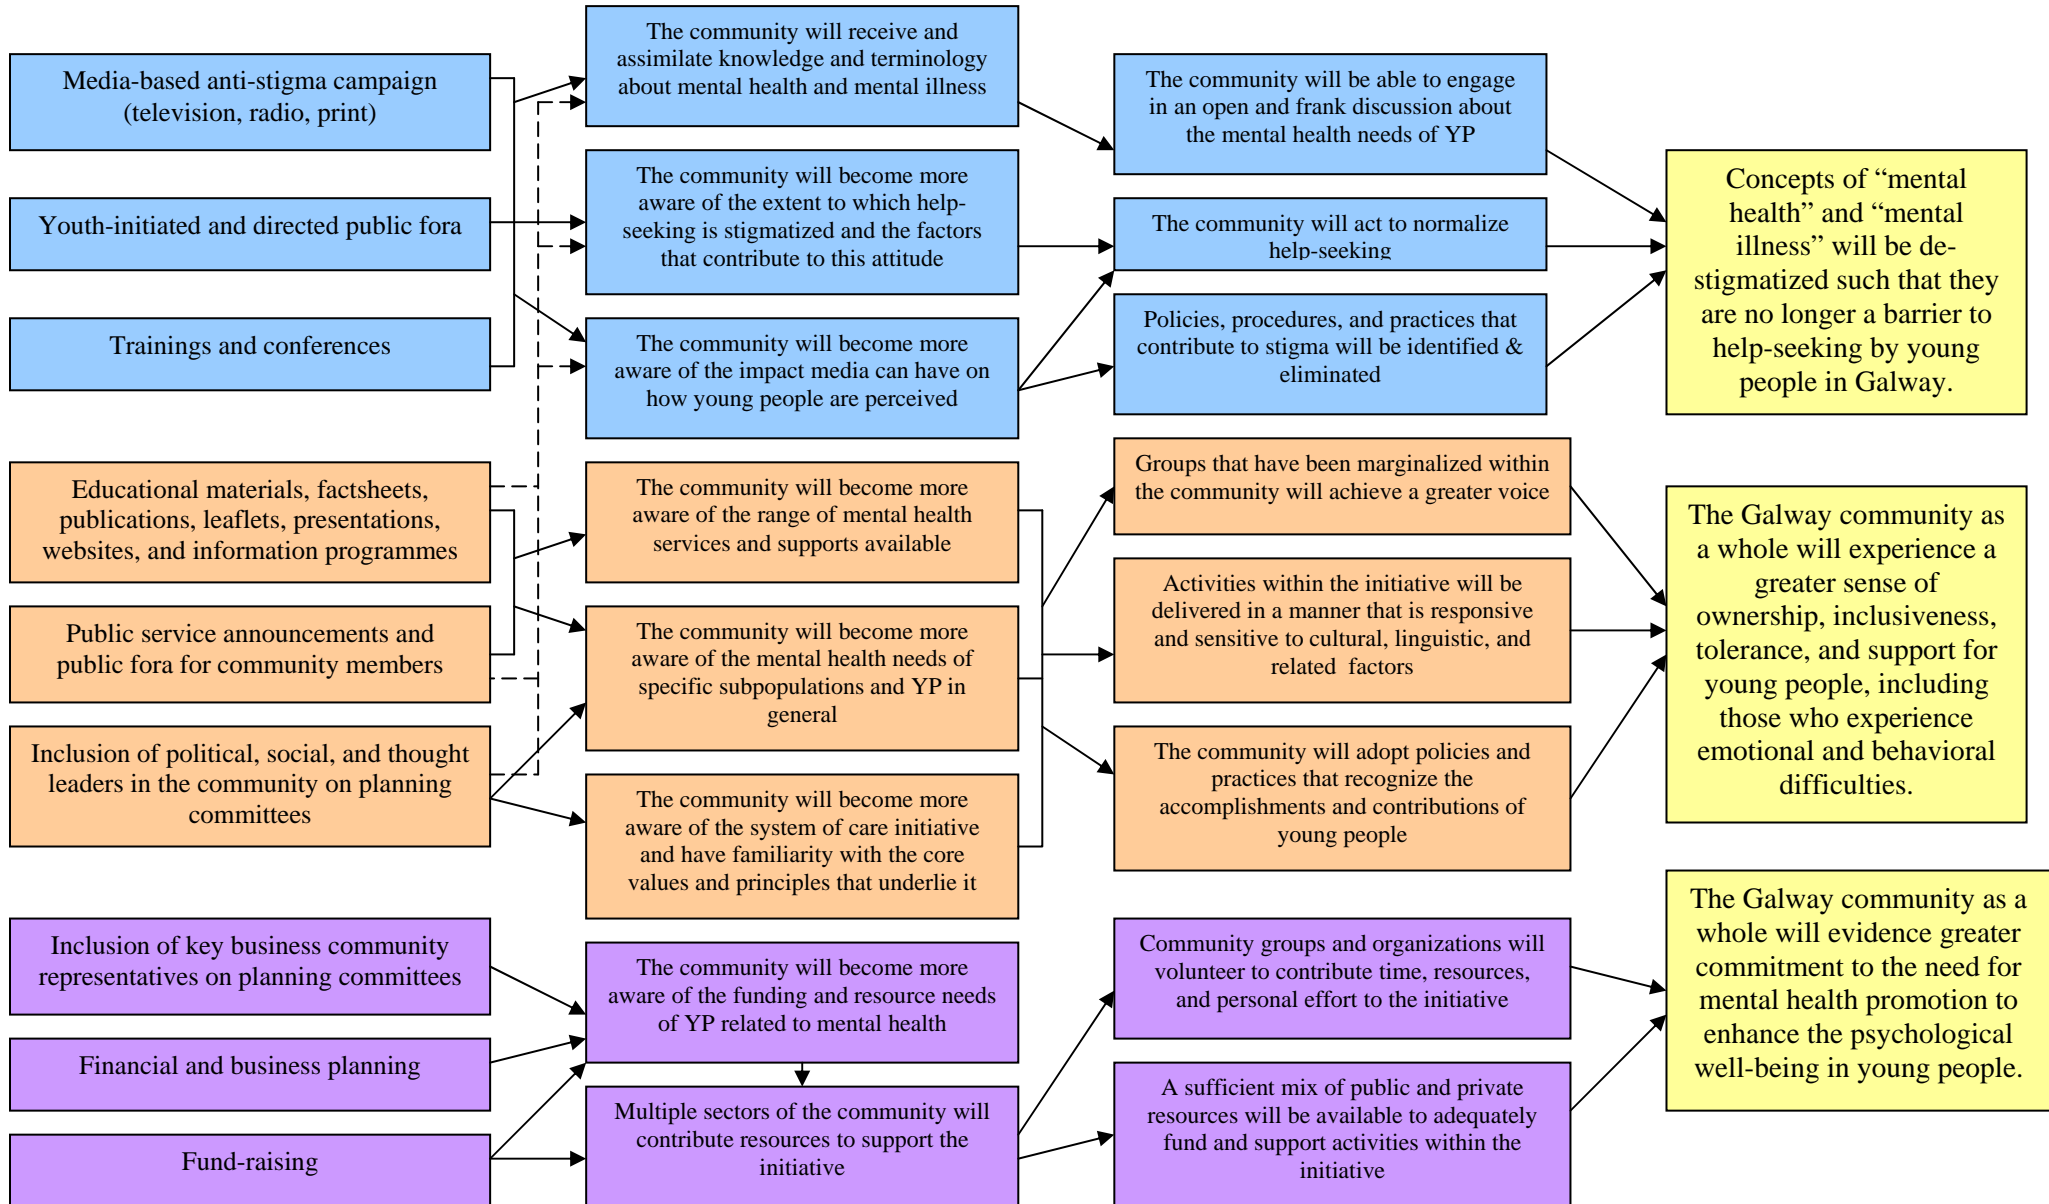 Media-based anti-stigma campaign
(television, radio, print)
Youth-initiated and directed public fora
Trainings and conferences
Educational materials, factsheets,
publications, leaflets, presentations,
websites, and information programmes
Public service announcements and
public fora for community members
Inclusion of political, social, and thought
leaders in the community on planning
committees
Inclusion of key business community
representatives on planning committees
Financial and business planning
Fund-raising
The community will receive and
assimilate knowledge and terminology
about mental health and mental illness
The community will become more
aware of the extent to which help-
seeking is stigmatized and the factors
that contribute to this attitude
The community will become more
aware of the impact media can have on
how young people are perceived
The community will become more
aware of the range of mental health
services and supports available
The community will become more
aware of the mental health needs of
specific subpopulations and YP in
general
The community will become more
aware of the system of care initiative
and have familiarity with the core
values and principles that underlie it
The community will become more
aware of the funding and resource needs
of YP related to mental health
Multiple sectors of the community will
contribute resources to support the
initiative
The community will be able to engage
in an open and frank discussion about
the mental health needs of YP
The community will act to normalize
help-seeking
Policies, procedures, and practices that
contribute to stigma will be identified &
eliminated
Groups that have been marginalized within
the community will achieve a greater voice
Activities within the initiative will be
delivered in a manner that is responsive
and sensitive to cultural, linguistic, and
related factors
The community will adopt policies and
practices that recognize the
accomplishments and contributions of
young people
Community groups and organizations will
volunteer to contribute time, resources,
and personal effort to the initiative
A sufficient mix of public and private
resources will be available to adequately
fund and support activities within the
initiative
Concepts of “mental
health” and “mental
illness” will be de-
stigmatized such that they
are no longer a barrier to
help-seeking by young
people in Galway.
The Galway community as
a whole will experience a
greater sense of
ownership, inclusiveness,
tolerance, and support for
young people, including
those who experience
emotional and behavioral
difficulties.
The Galway community as a
whole will evidence greater
commitment to the need for
mental health promotion to
enhance the psychological
well-being in young people.